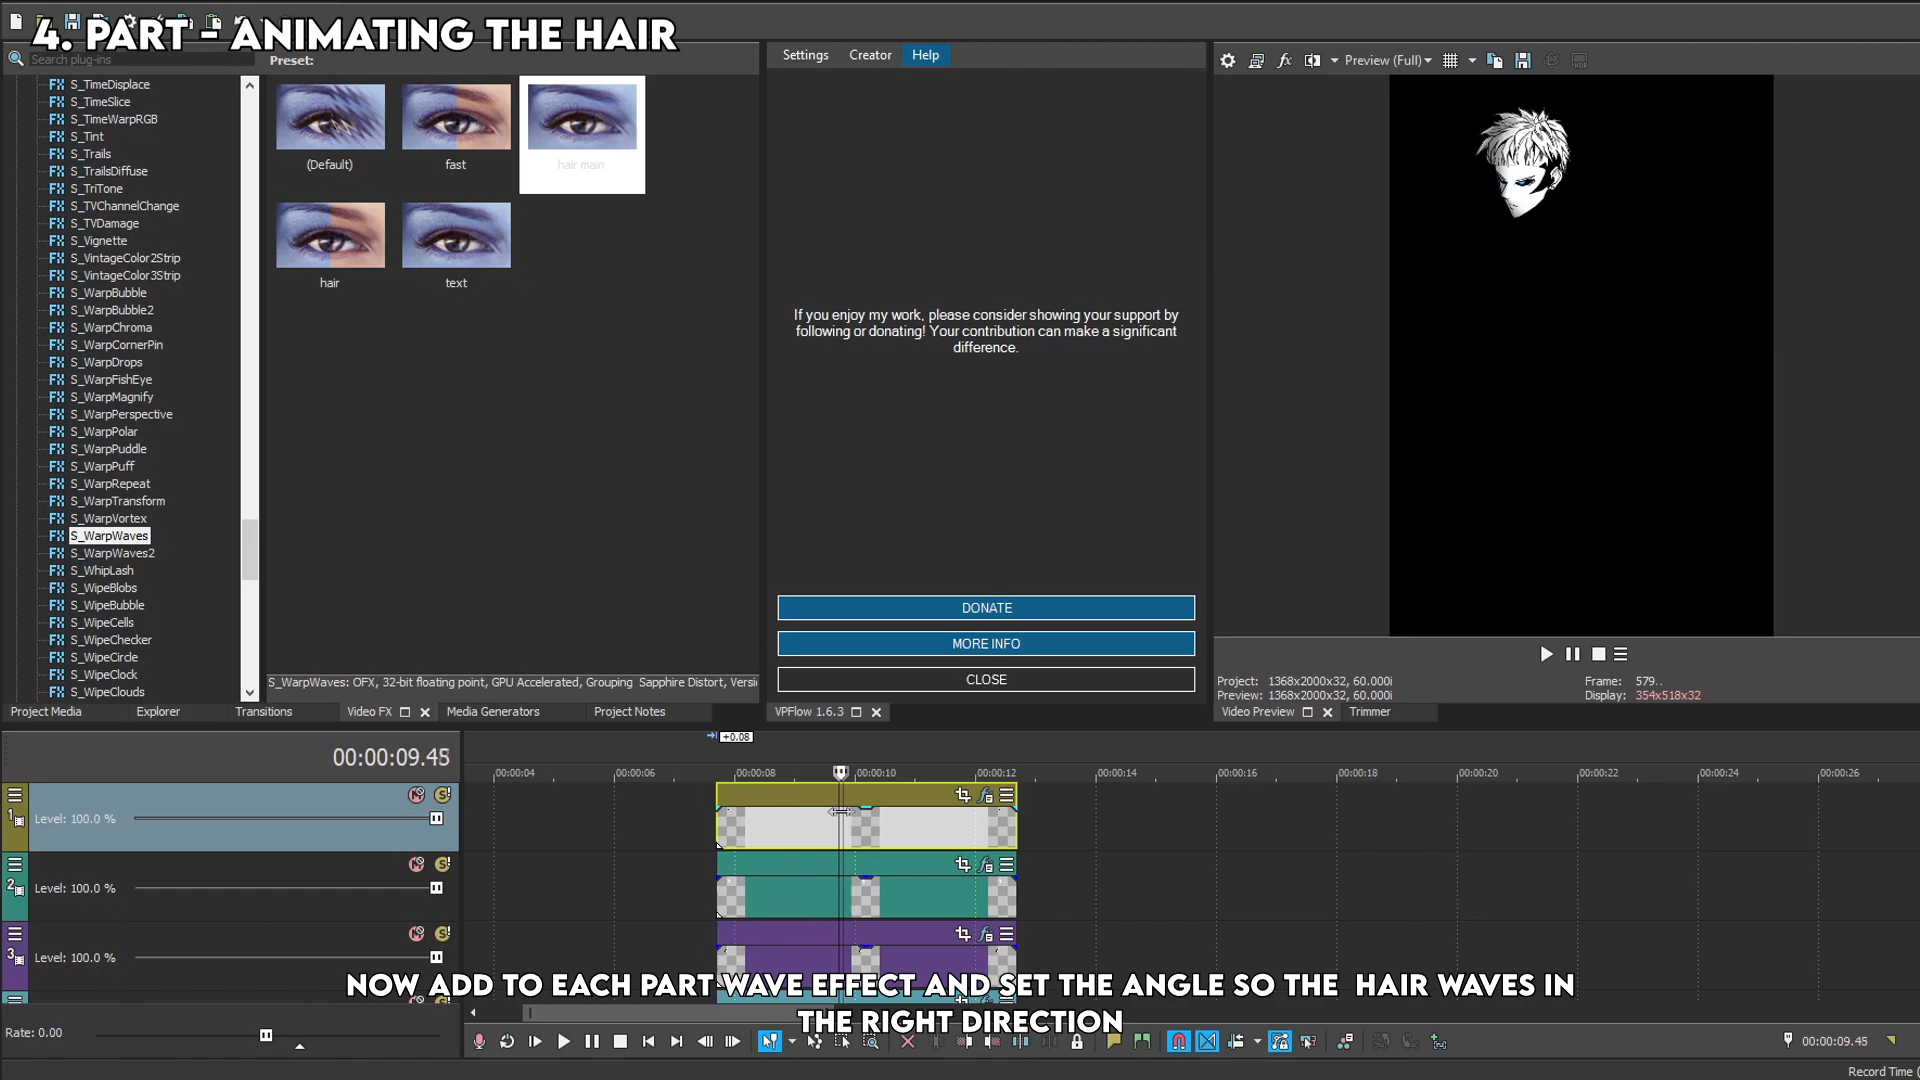 4. PART - ANIMATING THE HAIR
Search plug-ins
Preset:
S_TimeDisplace
S_TimeSlice
S_TimeWarpRGB
S_Tint
S_Trails
S_TrailsDiffuse
S_TriTone
S_TVChannelChange
S_TVDamage
S_Vignette
S_VintageColor2Strip
S_VintageColor3Strip
S_WarpBubble
S_WarpBubble2
S_WarpChroma
S_WarpCornerPin
S_WarpDrops
S_WarpFishEye
S_WarpMagnify
S_WarpPerspective
S_WarpPolar
S_WarpPuddle
S_WarpPuff
S_WarpRepeat
S_WarpTransform
S_WarpVortex
S_WarpWaves
S_WarpWaves2
S_WhipLash
S_WipeBlobs
S_WipeBubble
S_WipeCells
S_WipeChecker
S_WipeCircle
S_WipeClock
S_WipeClouds
(Default)
fast
hair main
hair
text
S_WarpWaves: OFX, 32-bit floating point, GPU Accelerated, Grouping Sapphire Distort, Versi
Project Media
Explorer
Transitions
Video FX
Media Generators
Project Notes
Settings
Creator
Help
If you enjoy my work, please consider showing your support by
following or donating! Your contribution can make a significant
difference.
DONATE
MORE INFO
CLOSE
VPFlow 1.6.3
Preview (Full)
Project: 1368x2000x32, 60.000i
Preview: 1368x2000x32, 60.000i
Frame: 579..
Display: 354x518x32
Video Preview
Trimmer
+0.08
00:00:09.45
00:00:04
00:00:06
00:00:08
00:00:10
00:00:12
00:00:14
00:00:16
00:00:18
00:00:20
00:00:22
00:00:24
00:00:26
1
Level: 100.0 %
2
Level: 100.0 %
3
Level: 100.0 %
NOW ADD TO EACH PART WAVE EFFECT AND SET THE ANGLE SO THE HAIR WAVES IN
THE RIGHT DIRECTION
Rate: 0.00
00:00:09.45
Record Time (